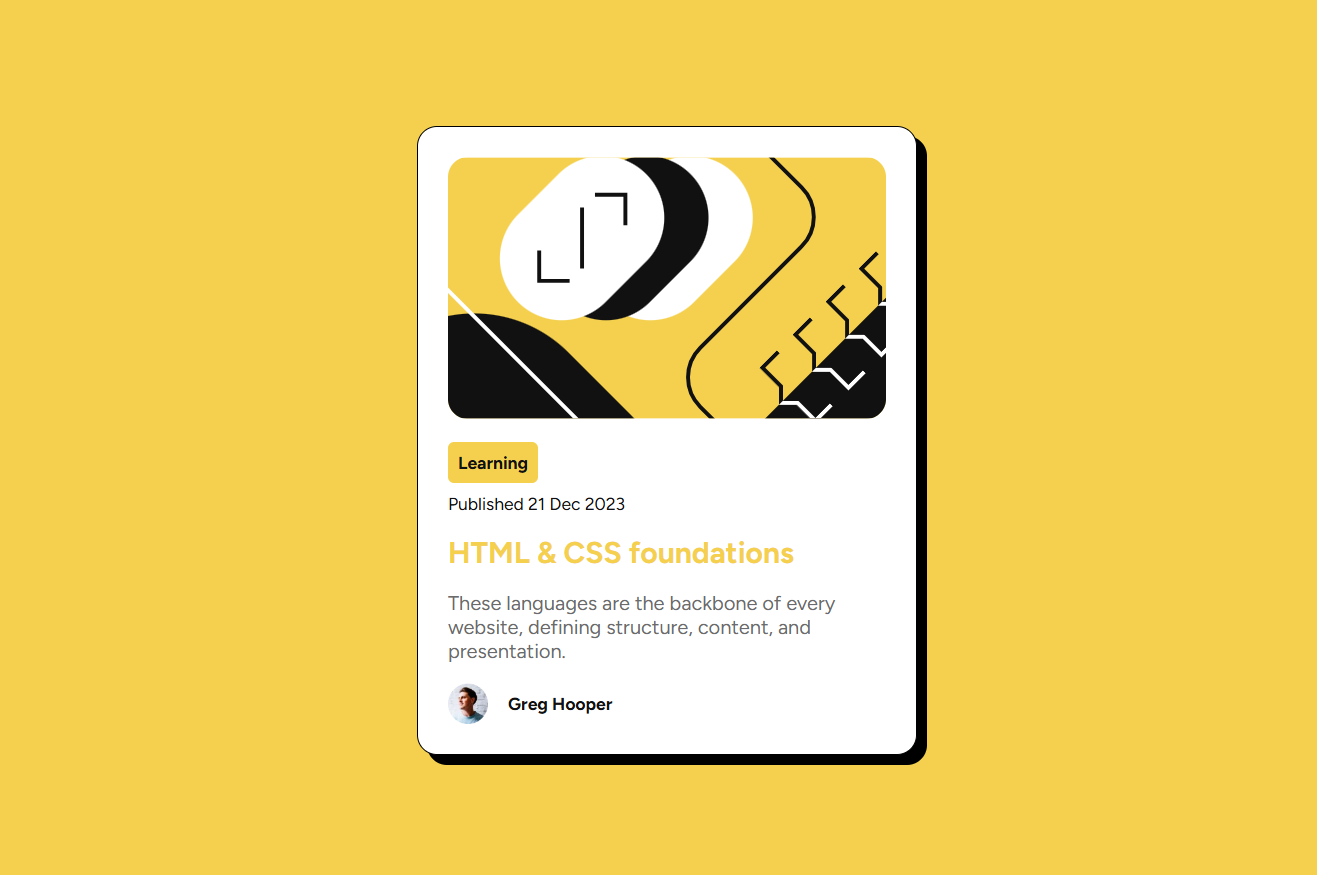 Learning
Published 21 Dec 2023
HTML & CSS foundations
These languages are the backbone of every
website, defining structure, content, and
presentation.
Greg Hooper